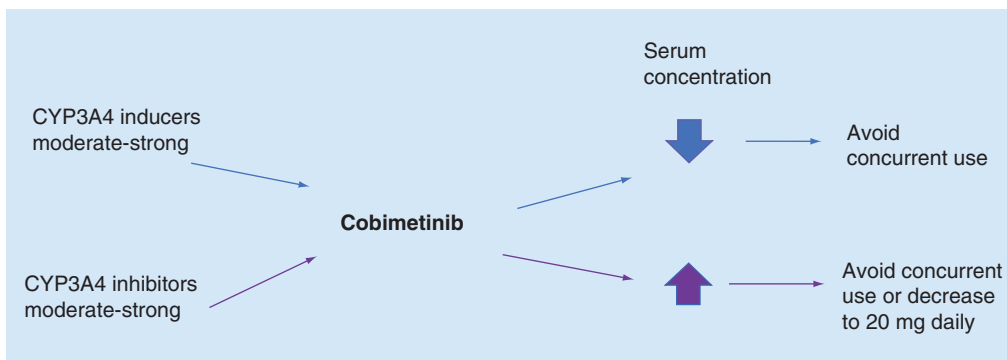 Serum
concentration
CYP3A4 inducers
moderate-strong
Avoid
concurrent use
Cobimetinib
CYP3A4 inhibitors
moderate-strong
Avoid concurrent
use or decrease
to 20 mg daily